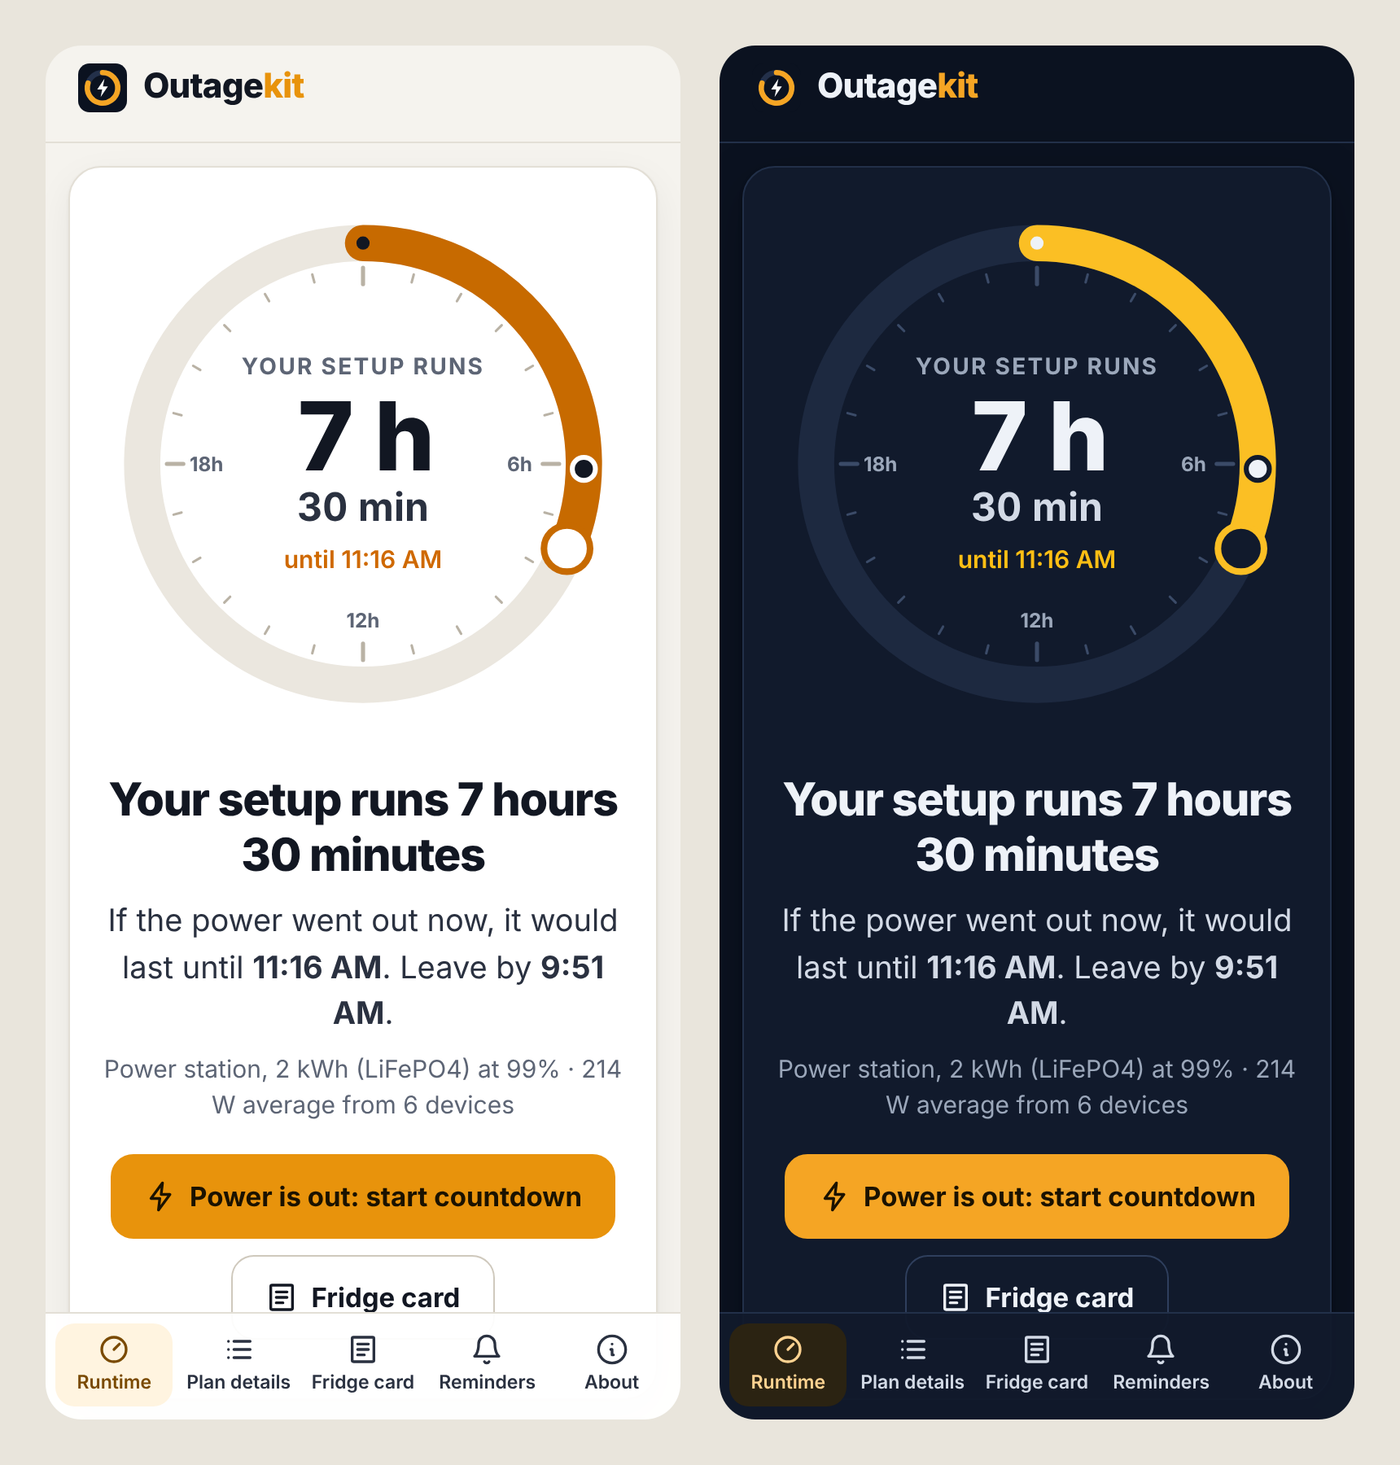 Outagekit
YOUR SETUP RUNS
7 h
18h
6h
30 min
until 11:16 AM
12h
Your setup runs 7 hours
30 minutes
If the power went out now, it would
last until 11:16 AM. Leave by 9:51
AM.
Power station, 2 kWh (LiFePO4) at 99% · 214
W average from 6 devices
Power is out: start countdown
Fridge card
Runtime
Plan details
Fridge card
Reminders
About
Outagekit
YOUR SETUP RUNS
7 h
18h
6h
30 min
until 11:16 AM
12h
Your setup runs 7 hours
30 minutes
If the power went out now, it would
last until 11:16 AM. Leave by 9:51
AM.
Power station, 2 kWh (LiFePO4) at 99% · 214
W average from 6 devices
Power is out: start countdown
Fridge card
Runtime
Plan details
Fridge card
Reminders
About